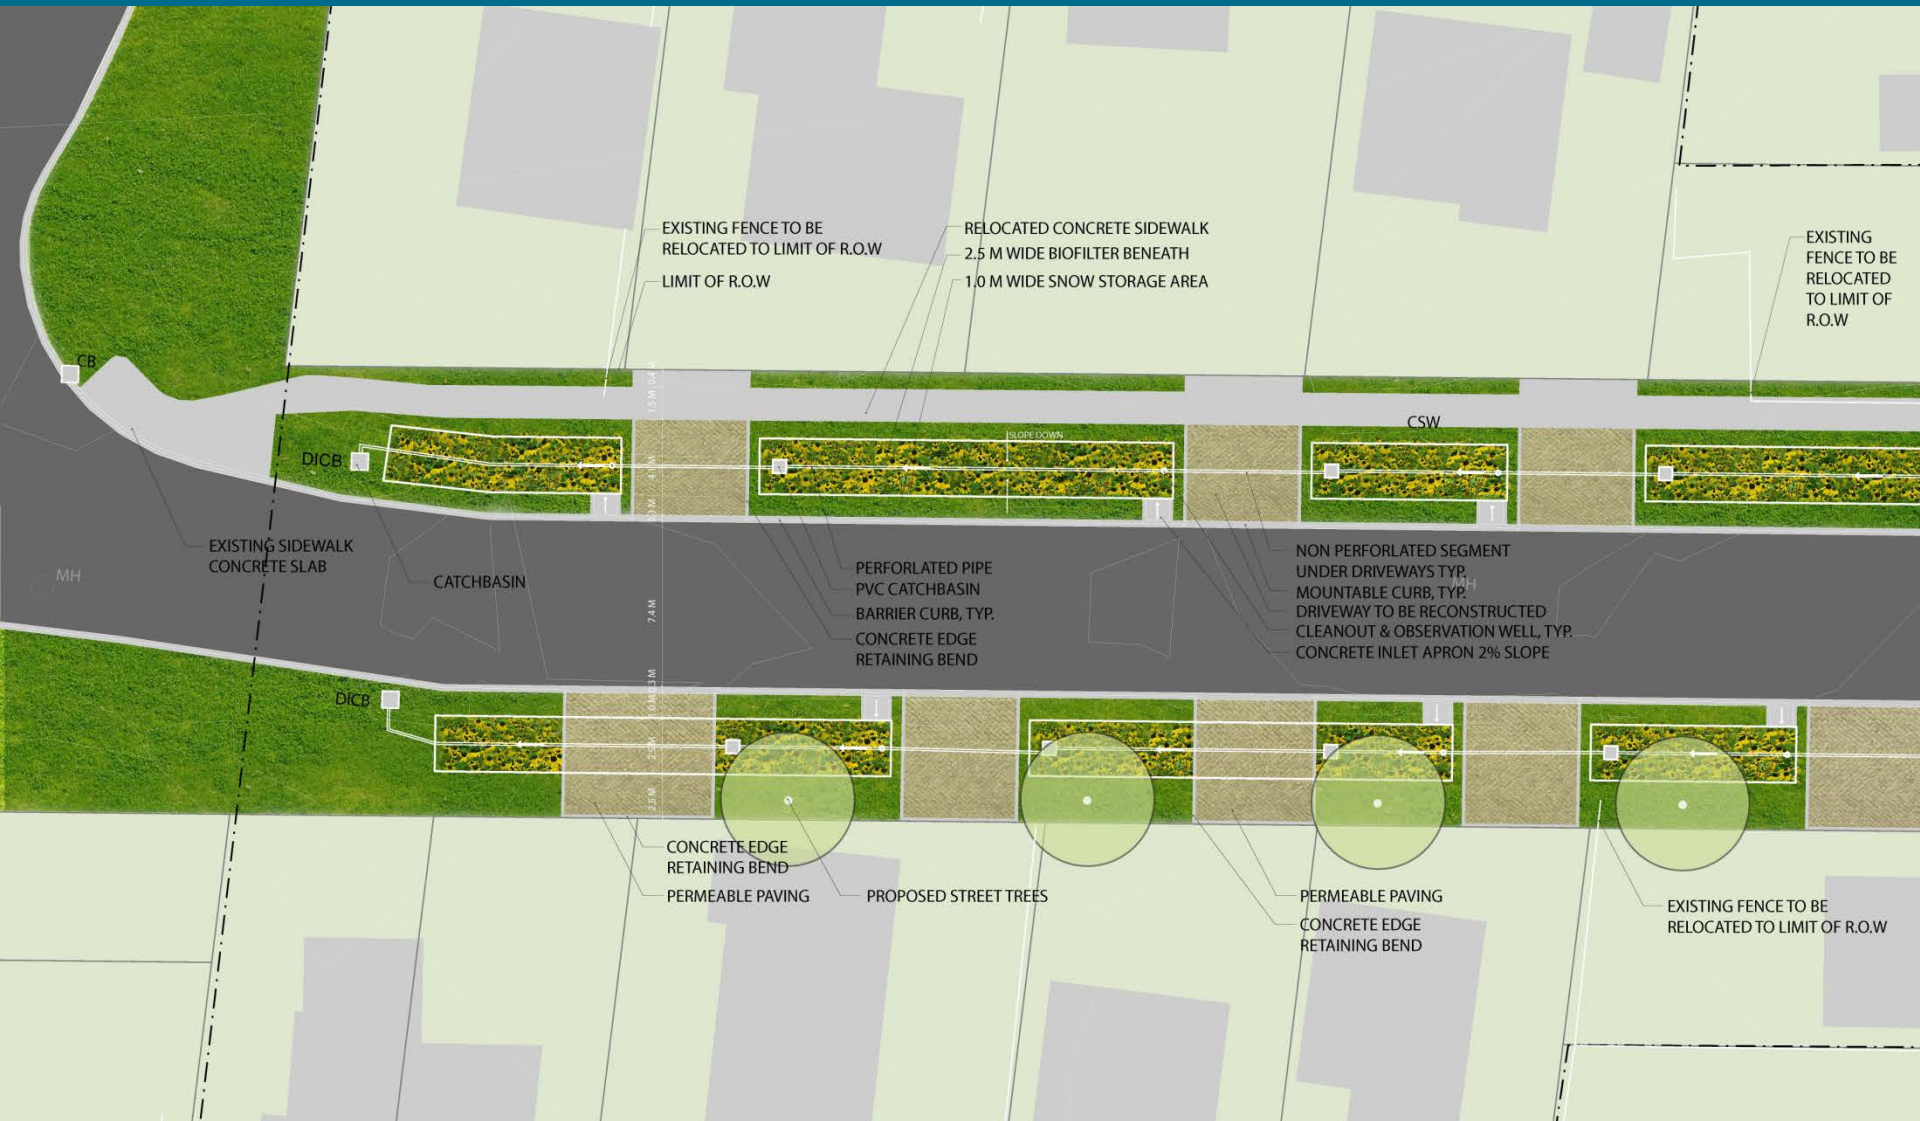 EXISTING FENCE TO BE
RELOCATED TO LIMIT OF R.O.W
LIMIT OF R.O.W
RELOCATED CONCRETE SIDEWALK
2.5 M WIDE BIOFILTER BENEATH
1.0 M WIDE SNOW STORAGE AREA
EXISTING
FENCE TO BE
RELOCATED
TO LIMIT OF
R.O.W
CB
1.5 M
CSW
SLOPE DOWN
DICB
EXISTING SIDEWALK
CONCRETE SLAB
MH
CATCHBASIN
7.4 M
PERFORLATED PIPE
PVC CATCHBASIN
BARRIER CURB, TYP.
CONCRETE EDGE
RETAINING BEND
NON PERFORLATED SEGMENT
UNDER DRIVEWAYS TYP.
MOUNTABLE CURB, TYP.
MH
DRIVEWAY TO BE RECONSTRUCTED
CLEANOUT & OBSERVATION WELL, TYP.
CONCRETE INLET APRON 2% SLOPE
DICB
2.5 M
CONCRETE EDGE
RETAINING BEND
PERMEABLE PAVING
PROPOSED STREET TREES
PERMEABLE PAVING
CONCRETE EDGE
RETAINING BEND
EXISTING FENCE TO BE
RELOCATED TO LIMIT OF R.O.W